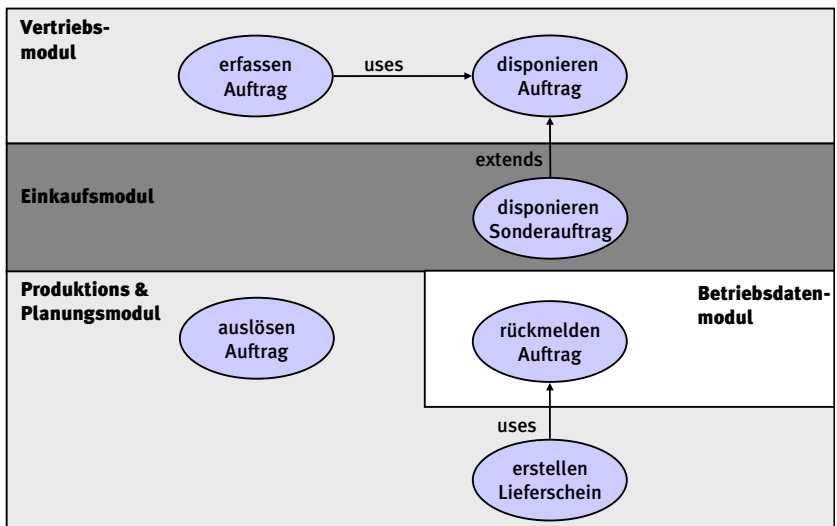 Vertriebs-
modul
erfassen
Auftrag
uses
disponieren
Auftrag
extends
Einkaufsmodul
disponieren
Sonderauftrag
Produktions &
Planungsmodul
auslösen
Auftrag
rückmelden
Auftrag
Betriebsdaten-
modul
uses
erstellen
Lieferschein